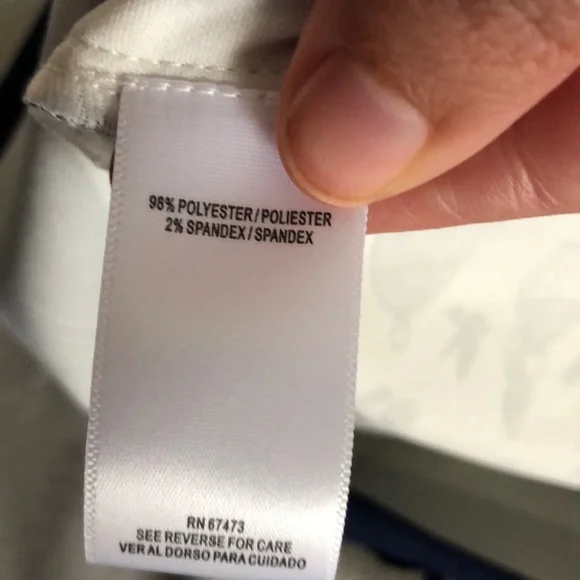 98% POLYESTER/POLIESTER
2% SPANDEX/SPANDEX
RN 67473
SEE REVERSE FOR CARE
VER AL DORSO PARA CUIDADO